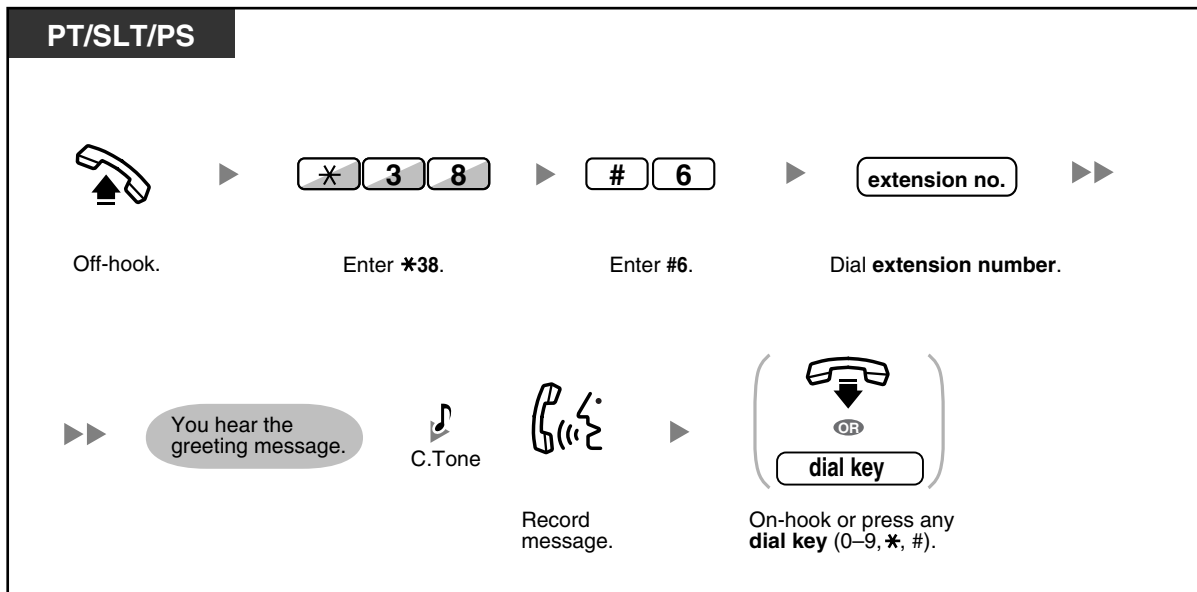 PT/SLT/PS
✳ 3 8
# 6
extension no.
Off-hook.
Enter ✳38.
Enter #6.
Dial extension number.
You hear the
greeting message.
C.Tone
OR
dial key
Record
message.
On-hook or press any
dial key (0–9, ✳, #).